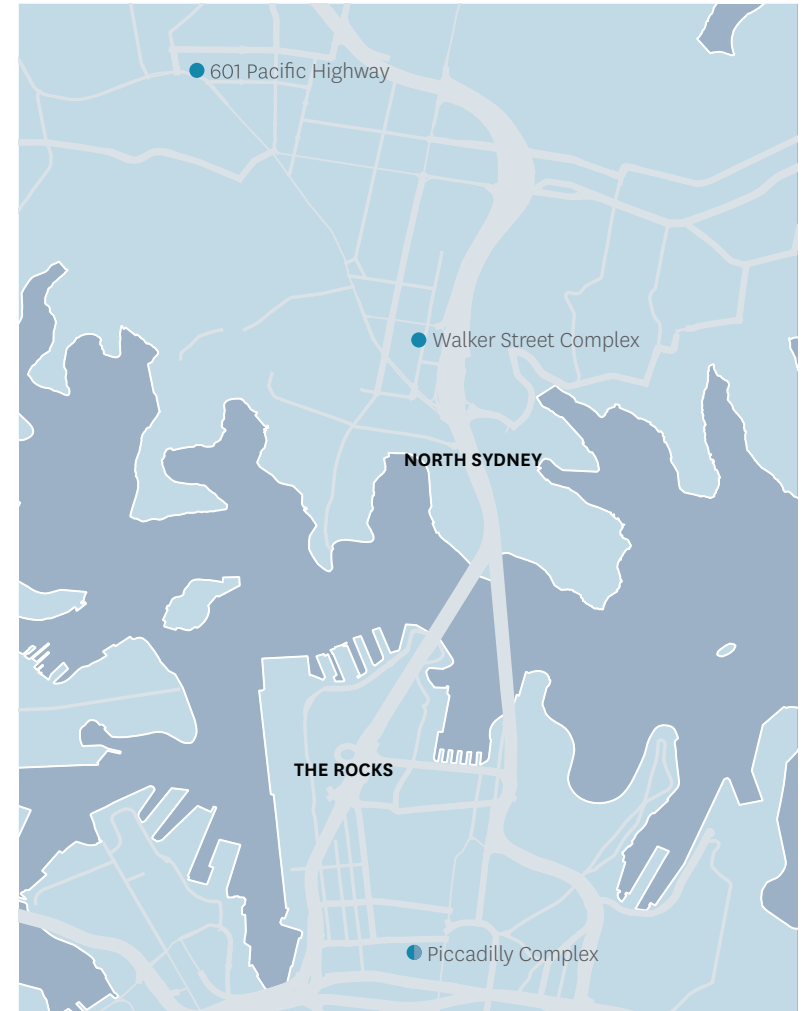 601 Pacific Highway
Walker Street Complex
NORTH SYDNEY
THE ROCKS
Piccadilly Complex